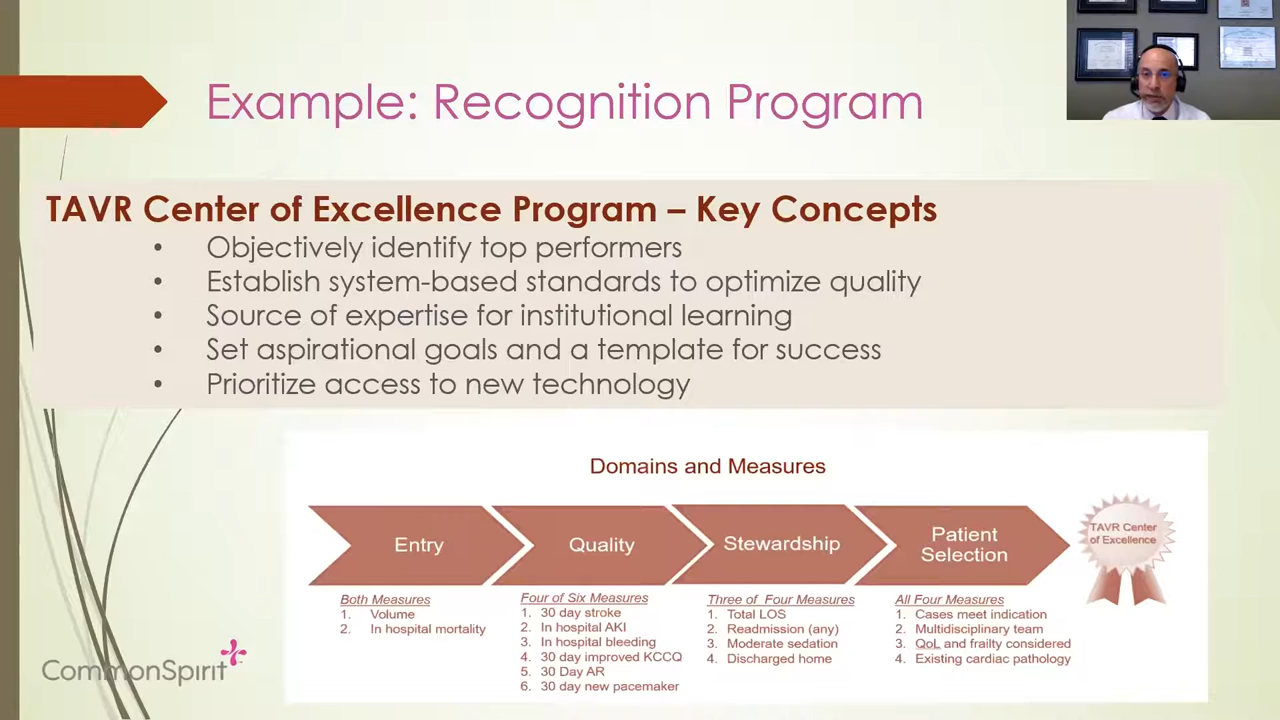 Example: Recognition Program
TAVR Center of Excellence Program – Key Concepts
• Objectively identify top performers
• Establish system-based standards to optimize quality
• Source of expertise for institutional learning
• Set aspirational goals and a template for success
• Prioritize access to new technology
Domains and Measures
Entry
Both Measures
1. Volume
2. In hospital mortality
Quality
Four of Six Measures
1. 30 day stroke
2. In hospital AKI
3. In hospital bleeding
4. 30 day improved KCCQ
5. 30 Day AR
6. 30 day new pacemaker
Stewardship
Three of Four Measures
1. Total LOS
2. Readmission (any)
3. Moderate sedation
4. Discharged home
Patient
Selection
All Four Measures
1. Cases meet indication
2. Multidisciplinary team
3. QoL and frailty considered
4. Existing cardiac pathology
TAVR Center
of Excellence
CommonSpirit